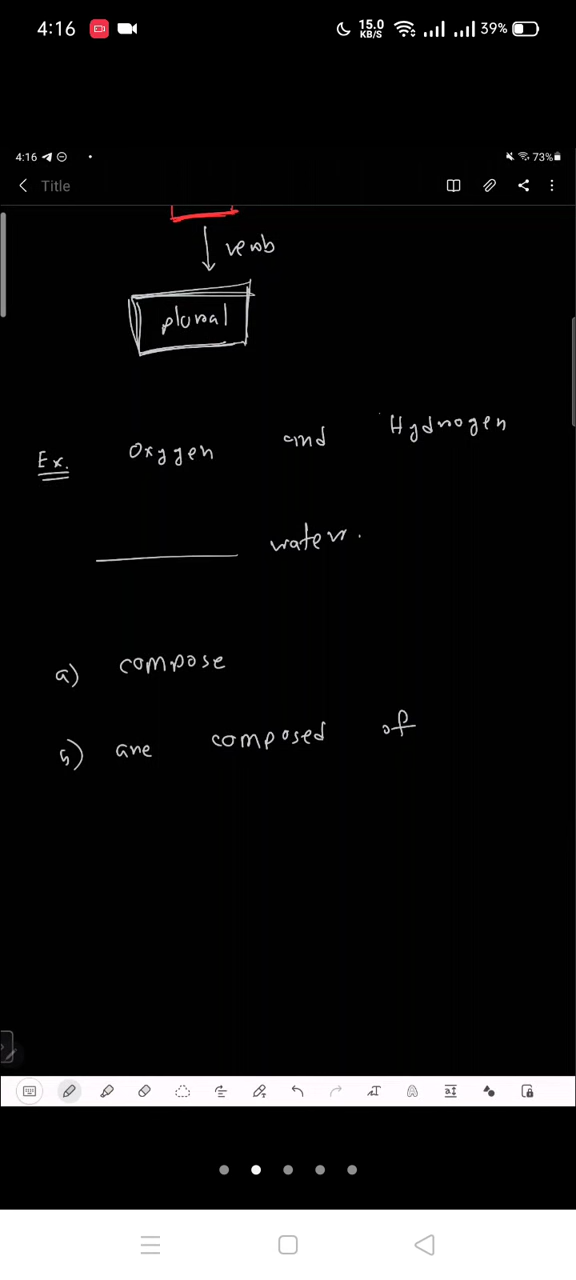 4:16
15.0 KB/S
39%
4:16
73%
Title
verb
plural
Ex. Oxygen and Hydrogen
water.
a) compose
b) are composed of